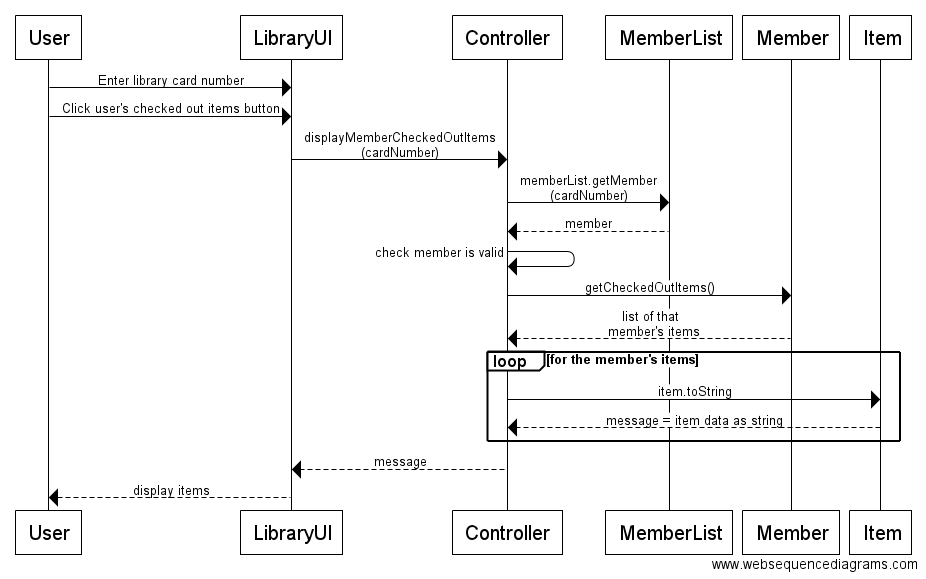 User
LibraryUI
Controller
MemberList
Member
Item
Enter library card number
Click user's checked out items button
displayMemberCheckedOutItems
(cardNumber)
memberList.getMember
(cardNumber)
member
check member is valid
getCheckedOutItems()
list of that
member's items
loop
[for the member's items]
item.toString
message = item data as string
message
display items
User
LibraryUI
Controller
MemberList
Member
Item
www.websequencediagrams.com